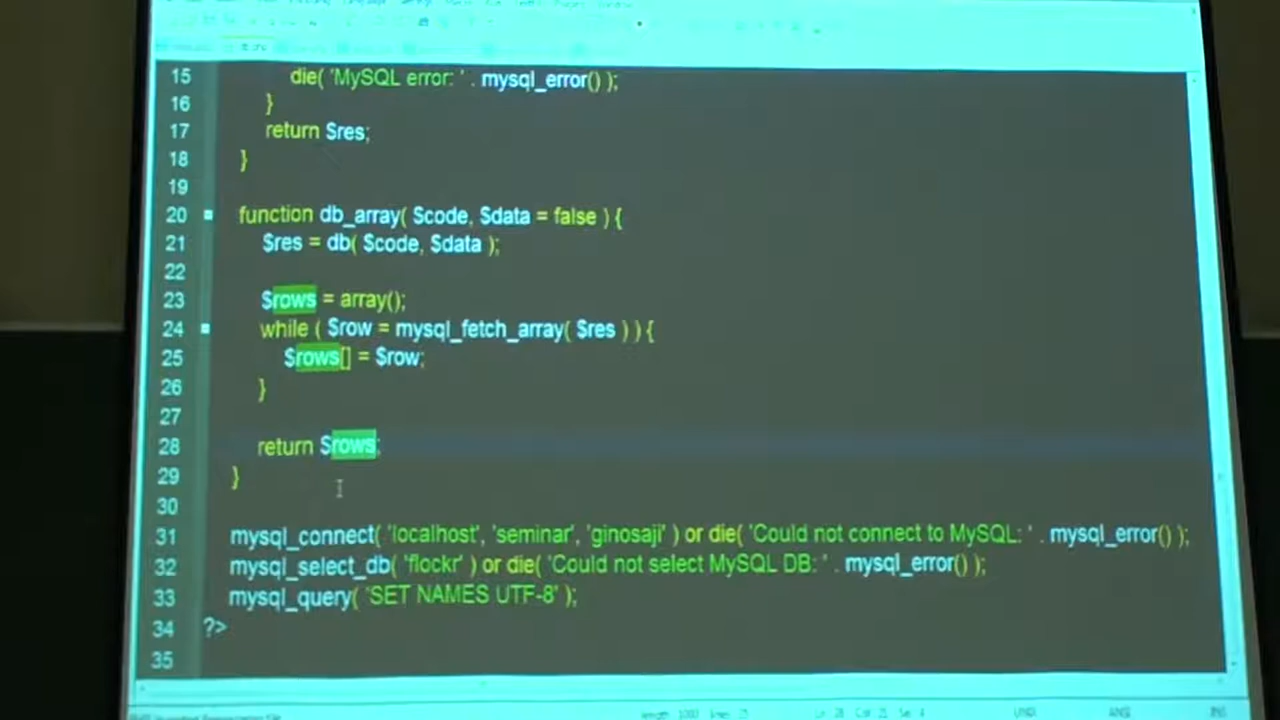 15 die( 'MySQL error: ' . mysql_error() );
16 }
17 return $res;
18 }
19
20 function db_array( $code, $data = false ) {
21 $res = db( $code, $data );
22
23 $rows = array();
24 while ( $row = mysql_fetch_array( $res ) ) {
25 $rows[] = $row;
26 }
27
28 return $rows;
29 }
30
31 mysql_connect( 'localhost', 'seminar', 'ginosaji' ) or die( 'Could not connect to MySQL: ' . mysql_error() );
32 mysql_select_db( 'flockr' ) or die( 'Could not select MySQL DB: ' . mysql_error() );
33 mysql_query( 'SET NAMES UTF-8' );
34 ?>
35